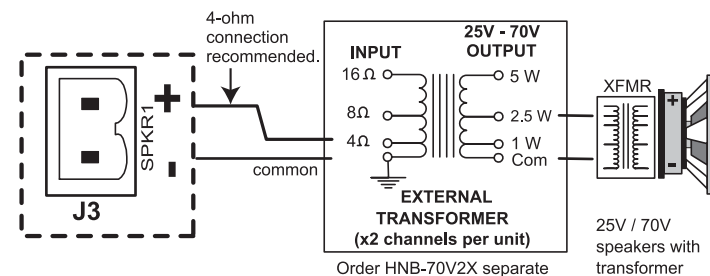 4-ohm
connection
recommended.
+
-
SPKR1
J3
common
INPUT
25V - 70V
OUTPUT
16 Ω
8Ω
4Ω
5 W
2.5 W
1 W
Com
EXTERNAL
TRANSFORMER
(x2 channels per unit)
Order HNB-70V2X separate
XFMR
+
-
25V / 70V
speakers with
transformer